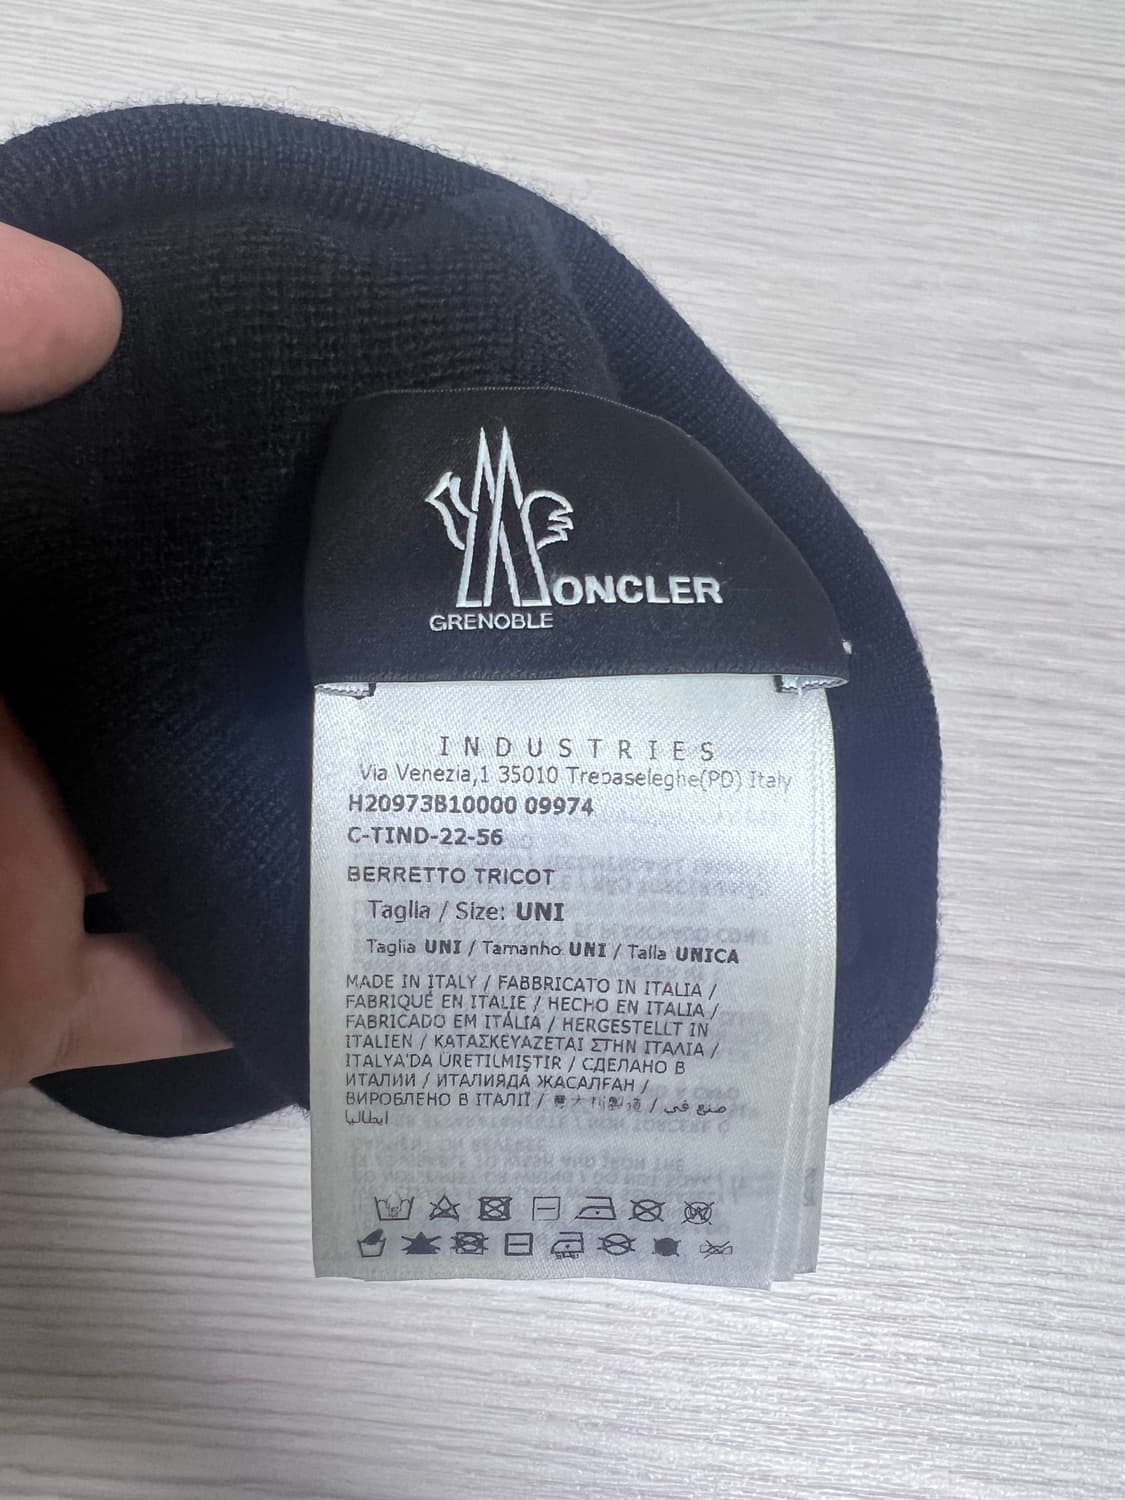 MONCLER
GRENOBLE
INDUSTRIES
Via Venezia,1 35010 Trebaseleghe(PD) Italy
H20973B10000 09974
C-TIND-22-56
BERRETTO TRICOT
Taglia / Size: UNI
Taglia UNI / Tamanho UNI / Talla UNICA
MADE IN ITALY / FABBRICATO IN ITALIA /
FABRIQUÉ EN ITALIE / HECHO EN ITALIA /
FABRICADO EM ITÁLIA / HERGESTELLT IN
ITALIEN / ΚΑΤΑΣΚΕΥΑΖΕΤΑΙ ΣΤΗΝ ΙΤΑΛΙΑ /
ITALYA'DA ÜRETILMIŞTIR / СДЕЛАНО В
ИТАЛИИ / ИТАЛИЯДА ЖАСАЛҒАН /
ВИРОБЛЕНО В ІТАЛІЇ / / صنع في
ايطاليا